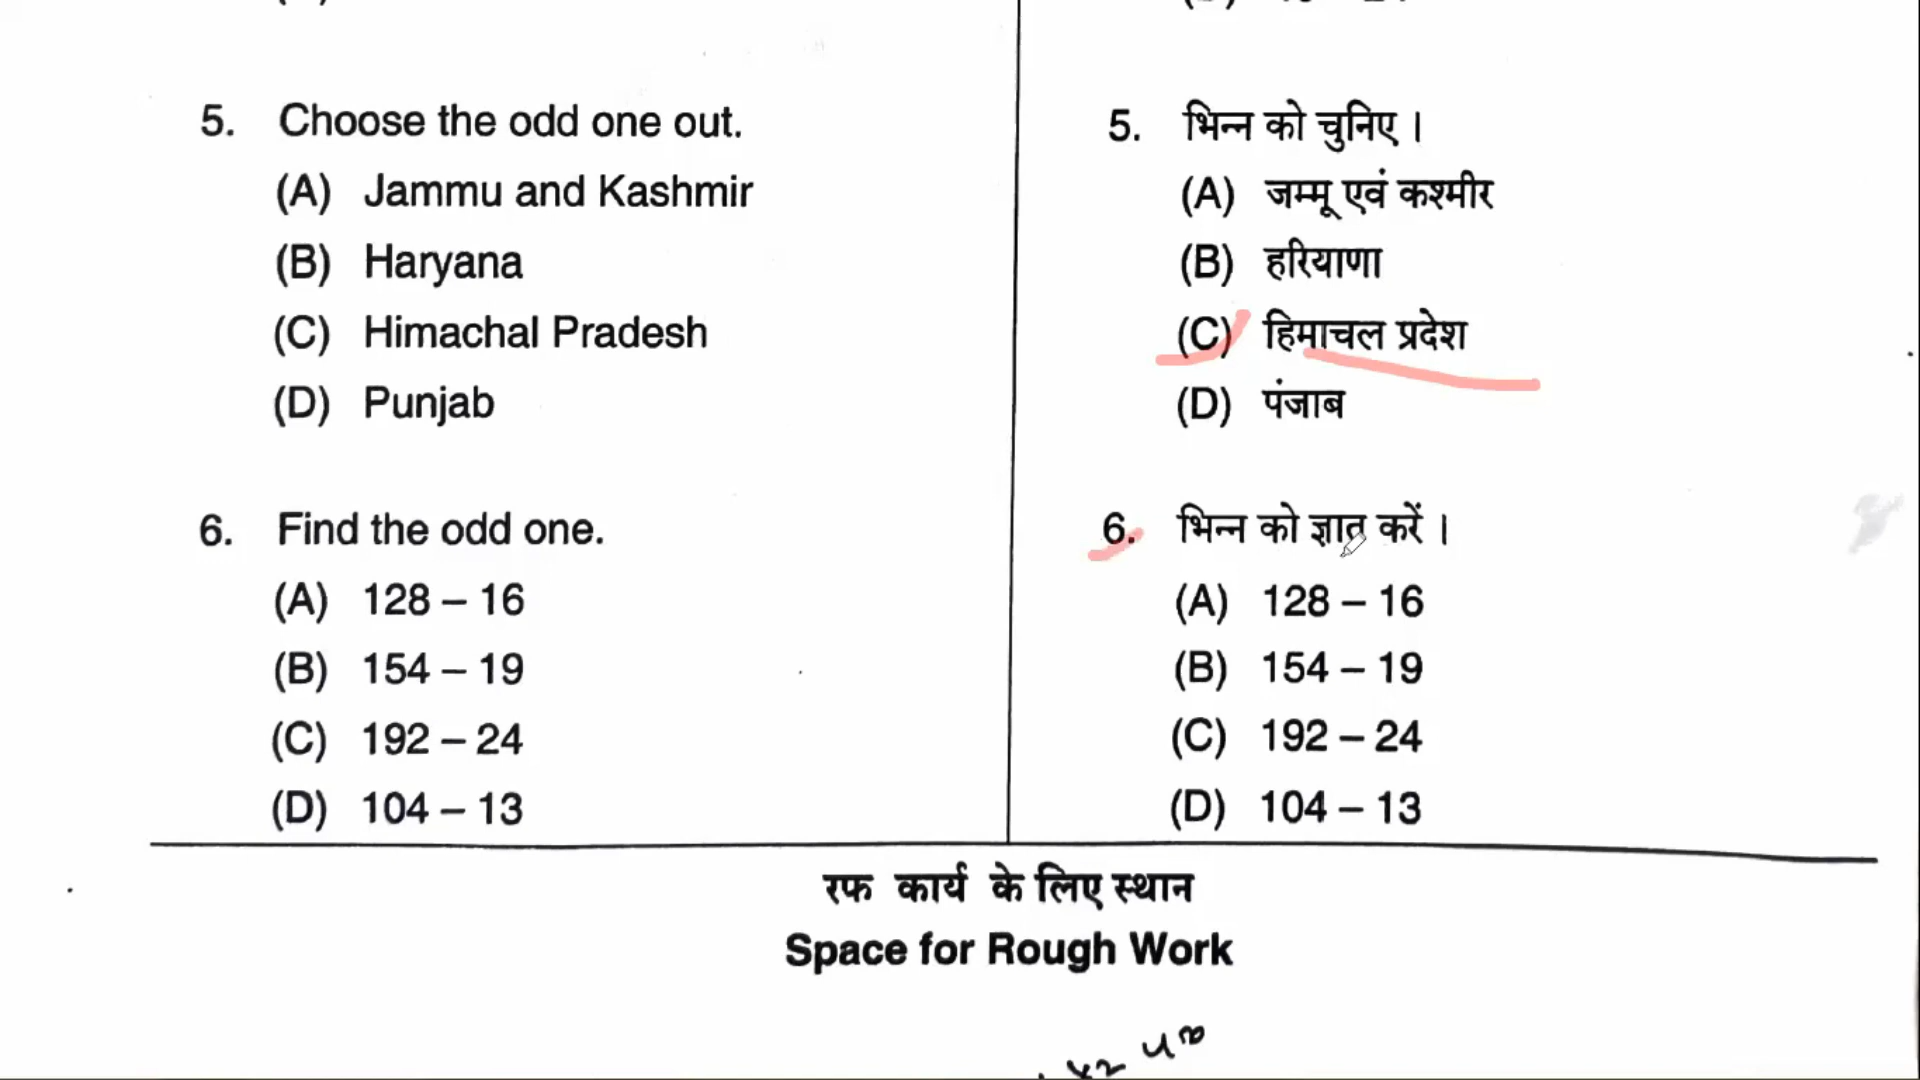 5. Choose the odd one out.
(A) Jammu and Kashmir
(B) Haryana
(C) Himachal Pradesh
(D) Punjab
6. Find the odd one.
(A) 128 – 16
(B) 154 – 19
(C) 192 – 24
(D) 104 – 13
5. भिन्न को चुनिए ।
(A) जम्मू एवं कश्मीर
(B) हरियाणा
(C) हिमाचल प्रदेश
(D) पंजाब
6. भिन्न को ज्ञात करें ।
(A) 128 – 16
(B) 154 – 19
(C) 192 – 24
(D) 104 – 13
रफ कार्य के लिए स्थान
Space for Rough Work